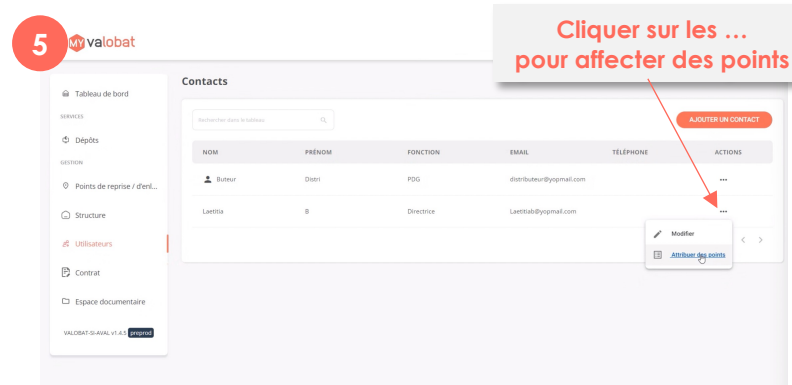 5
MY valobat
Cliquer sur les ...
pour affecter des points
Tableau de bord
SERVICES
Dépôts
GESTION
Points de reprise / d'enl...
Structure
Utilisateurs
Contrat
Espace documentaire
VALOBAT-SI-AVAL-v1.4.5 preprod
Contacts
Rechercher dans le tableau
AJOUTER UN CONTACT
NOM PRÉNOM FONCTION EMAIL TÉLÉPHONE ACTIONS
Buteur Distri PDG distributeur@yopmail.com ...
Laetitia B Directrice Laetitiab@yopmail.com ...
Modifier
Attribuer des points